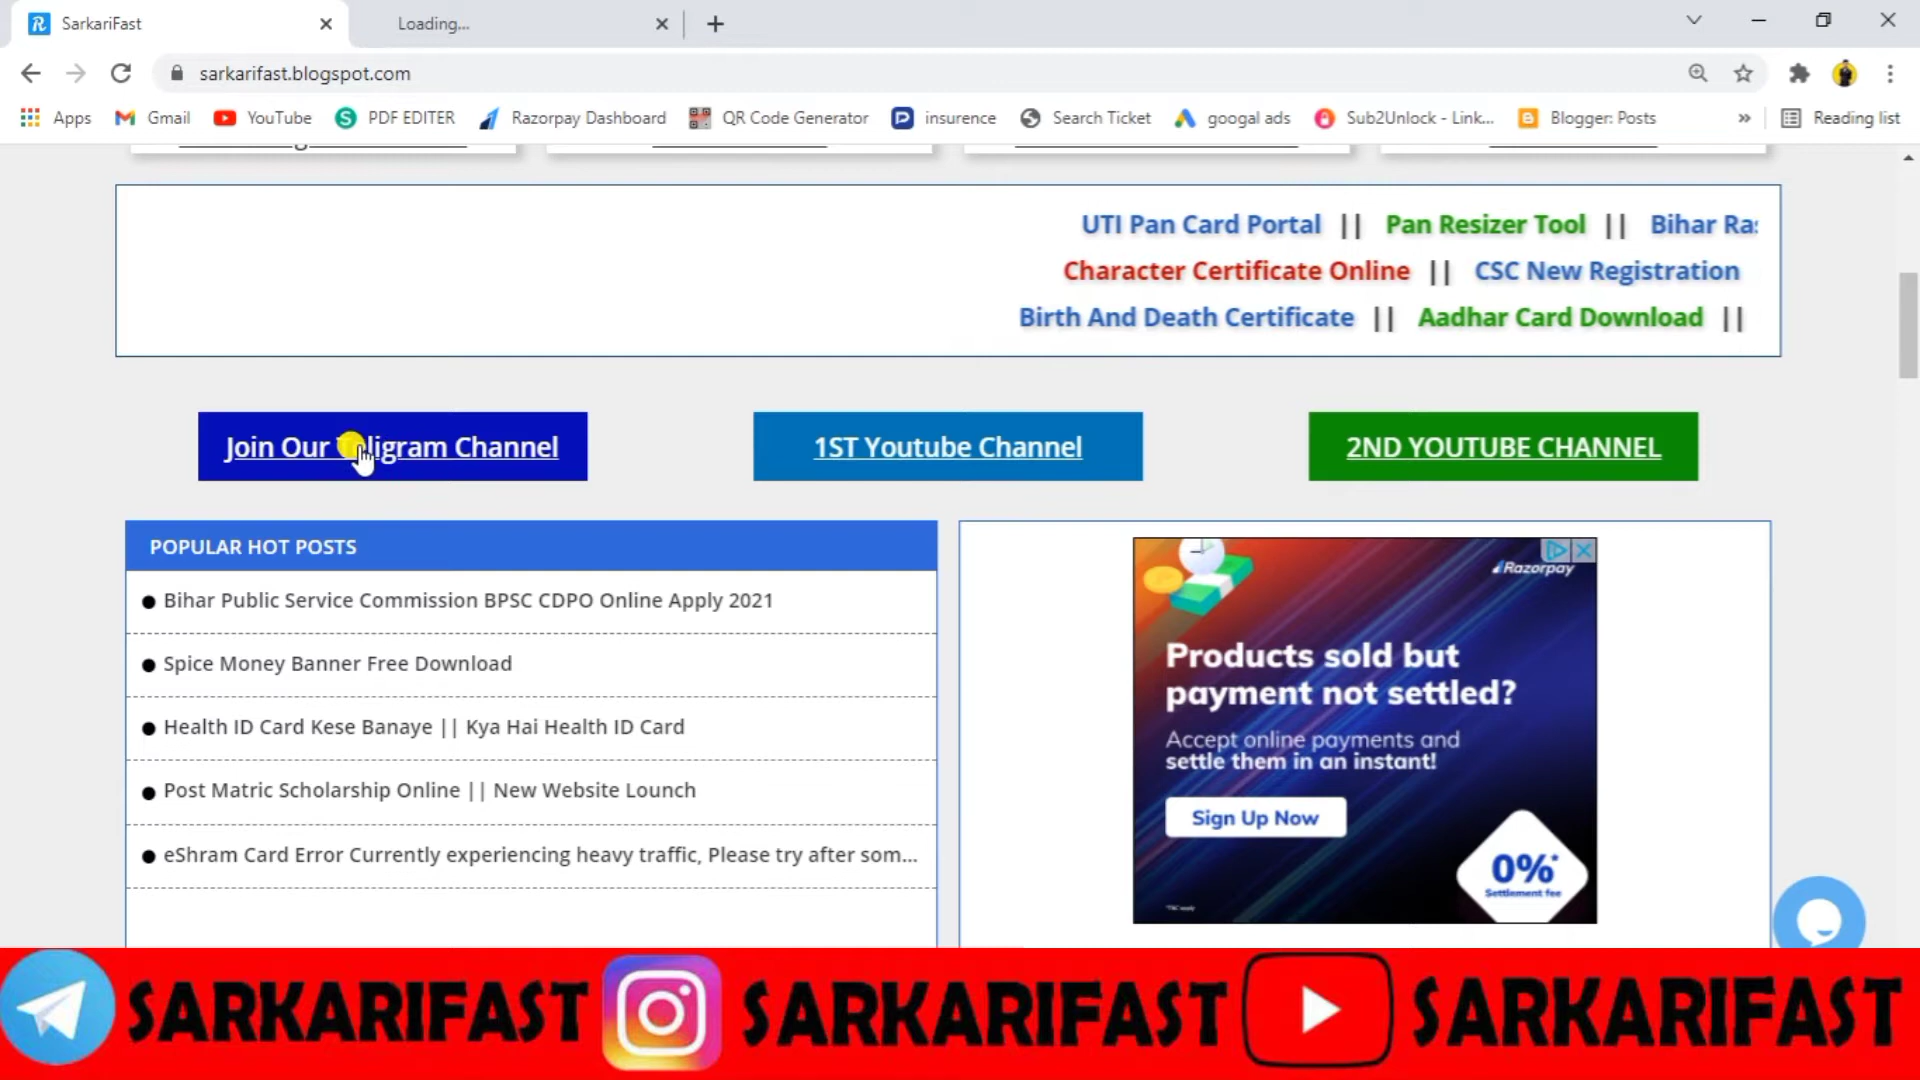 SarkariFast
Loading...
sarkarifast.blogspot.com
Apps Gmail YouTube PDF EDITER Razorpay Dashboard QR Code Generator insurence Search Ticket googal ads Sub2Unlock - Link... Blogger: Posts » Reading list
UTI Pan Card Portal || Pan Resizer Tool || Bihar Ra
Character Certificate Online || CSC New Registration
Birth And Death Certificate || Aadhar Card Download ||
Join Our Teligram Channel
1ST Youtube Channel
2ND YOUTUBE CHANNEL
POPULAR HOT POSTS
Bihar Public Service Commission BPSC CDPO Online Apply 2021
Spice Money Banner Free Download
Health ID Card Kese Banaye || Kya Hai Health ID Card
Post Matric Scholarship Online || New Website Lounch
eShram Card Error Currently experiencing heavy traffic, Please try after som...
Razorpay
Products sold but
payment not settled?
Accept online payments and
settle them in an instant!
Sign Up Now
0%*
Settlement fee
SARKARIFAST SARKARIFAST SARKARIFAST